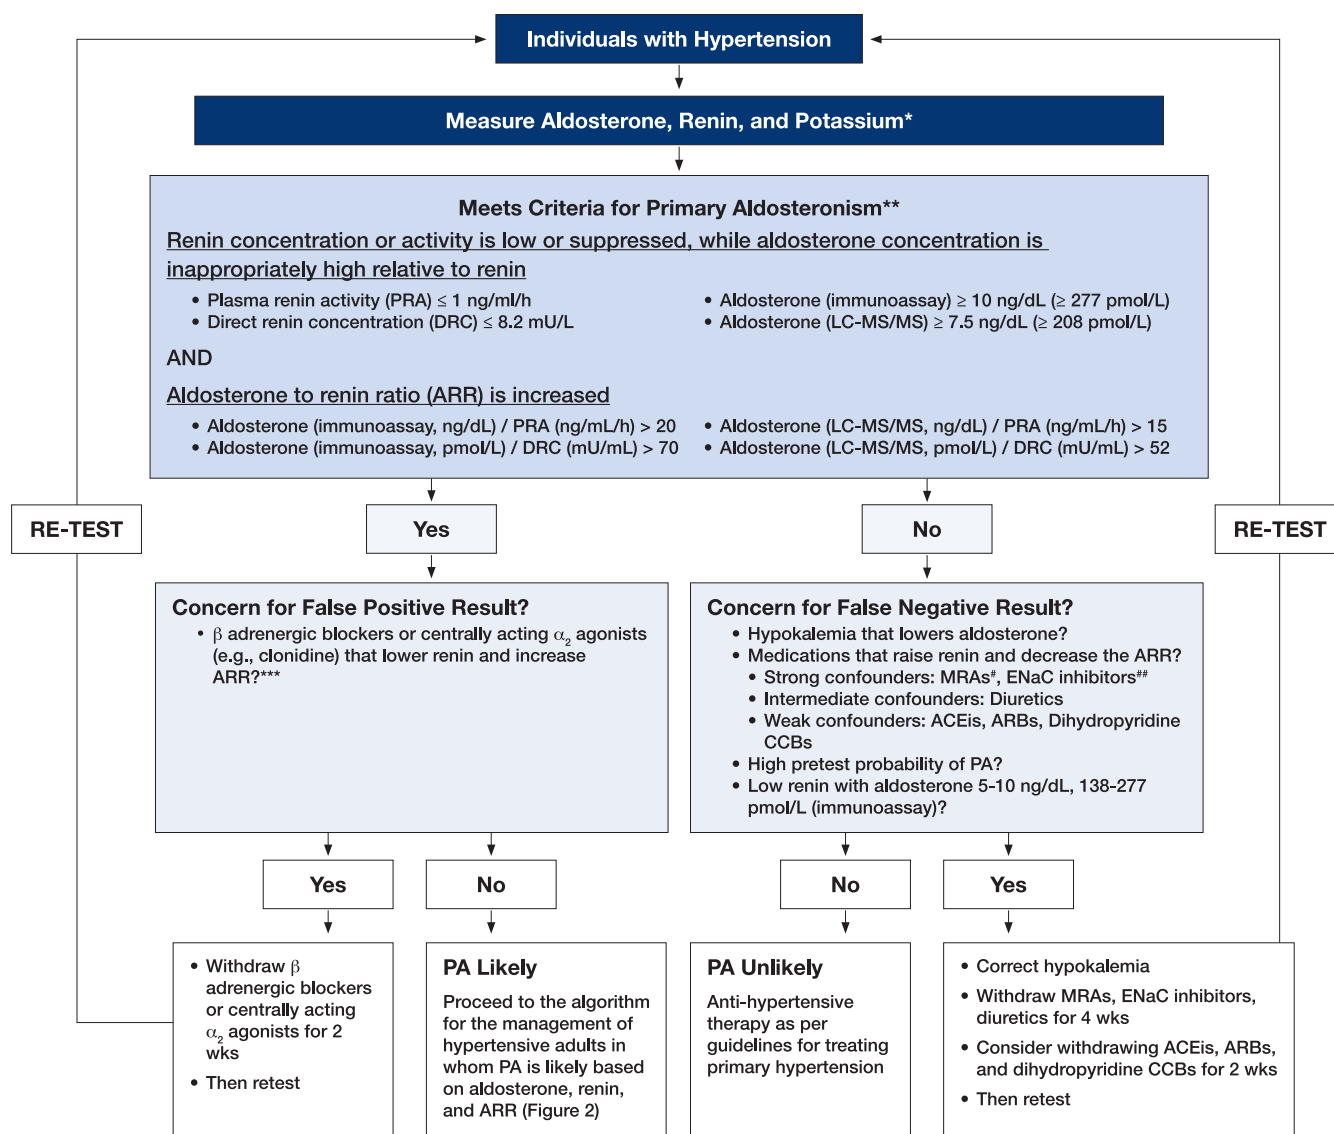 Individuals with Hypertension
Measure Aldosterone, Renin, and Potassium*
Meets Criteria for Primary Aldosteronism**
Renin concentration or activity is low or suppressed, while aldosterone concentration is
inappropriately high relative to renin
• Plasma renin activity (PRA) ≤ 1 ng/ml/h
• Direct renin concentration (DRC) ≤ 8.2 mU/L
• Aldosterone (immunoassay) ≥ 10 ng/dL (≥ 277 pmol/L)
• Aldosterone (LC-MS/MS) ≥ 7.5 ng/dL (≥ 208 pmol/L)
AND
Aldosterone to renin ratio (ARR) is increased
• Aldosterone (immunoassay, ng/dL) / PRA (ng/mL/h) > 20
• Aldosterone (immunoassay, pmol/L) / DRC (mU/mL) > 70
• Aldosterone (LC-MS/MS, ng/dL) / PRA (ng/mL/h) > 15
• Aldosterone (LC-MS/MS, pmol/L) / DRC (mU/mL) > 52
RE-TEST
Yes
No
RE-TEST
Concern for False Positive Result?
• β adrenergic blockers or centrally acting α₂ agonists
(e.g., clonidine) that lower renin and increase
ARR?***
Concern for False Negative Result?
• Hypokalemia that lowers aldosterone?
• Medications that raise renin and decrease the ARR?
• Strong confounders: MRAs#, ENaC inhibitors##
• Intermediate confounders: Diuretics
• Weak confounders: ACEis, ARBs, Dihydropyridine
CCBs
• High pretest probability of PA?
• Low renin with aldosterone 5-10 ng/dL, 138-277
pmol/L (immunoassay)?
Yes
No
No
Yes
• Withdraw β
adrenergic blockers
or centrally acting
α₂ agonists for 2
wks
• Then retest
PA Likely
Proceed to the algorithm
for the management of
hypertensive adults in
whom PA is likely based
on aldosterone, renin,
and ARR (Figure 2)
PA Unlikely
Anti-hypertensive
therapy as per
guidelines for treating
primary hypertension
• Correct hypokalemia
• Withdraw MRAs, ENaC inhibitors,
diuretics for 4 wks
• Consider withdrawing ACEis, ARBs,
and dihydropyridine CCBs for 2 wks
• Then retest